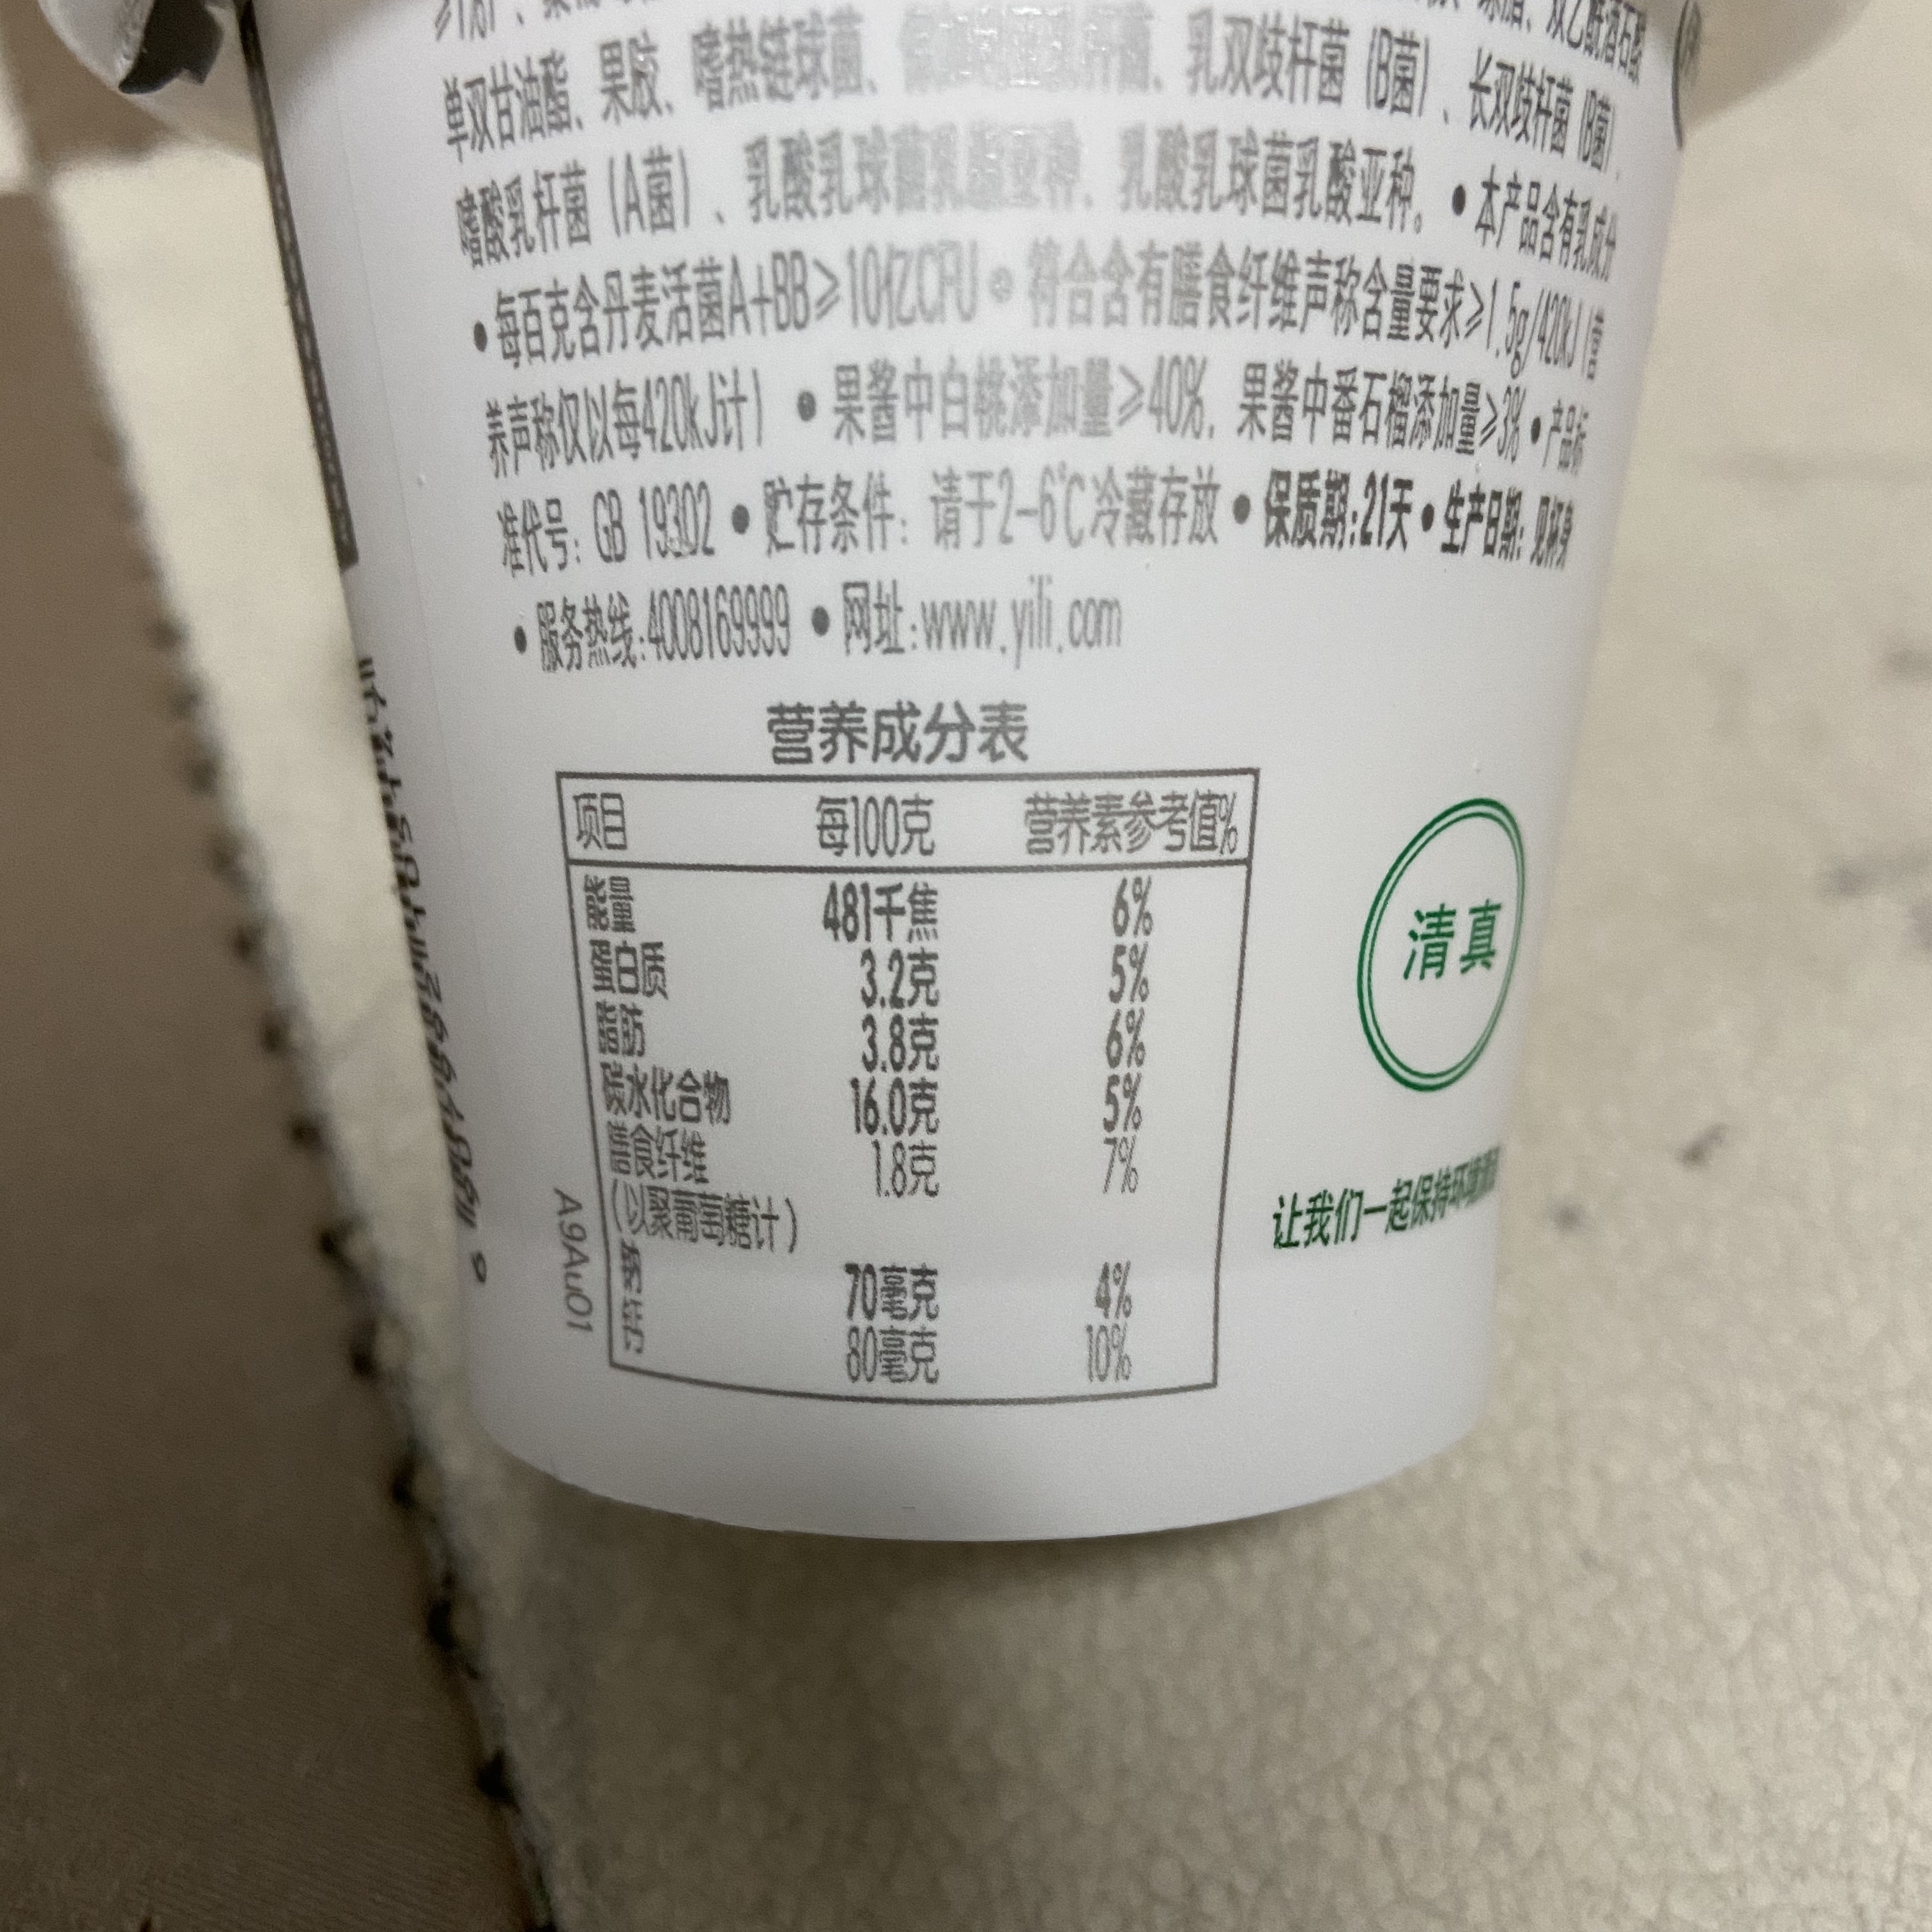 双乙酰酒石酸
单双甘油酯、果胶、嗜热链球菌、乳双歧杆菌（B菌）、长双歧杆菌（B菌）、
嗜酸乳杆菌（A菌）、乳酸乳球菌乳脂亚种、乳酸乳球菌乳酸亚种。•本产品含有乳成分
•每百克含丹麦活菌A+BB≥10亿CFU•符合含有膳食纤维声称含量要求≥1.5g/420kJ（营
养声称仅以每420kJ计）•果酱中白桃添加量≥40%，果酱中番石榴添加量≥3%•产品标
准代号：GB 19302•贮存条件：请于2-6℃冷藏存放•保质期:21天•生产日期：见杯身
•服务热线:4008169999•网址:www.yili.com
营养成分表
项目 每100克 营养素参考值%
能量 481千焦 6%
蛋白质 3.2克 5%
脂肪 3.8克 6%
碳水化合物 16.0克 5%
膳食纤维 1.8克 7%
（以聚葡萄糖计）
钠 70毫克 4%
钙 80毫克 10%
A9Au01
清真
让我们一起保持环境